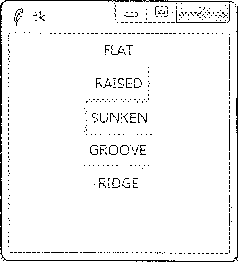 tk
FLAT
RAISED
SUNKEN
GROOVE
RIDGE